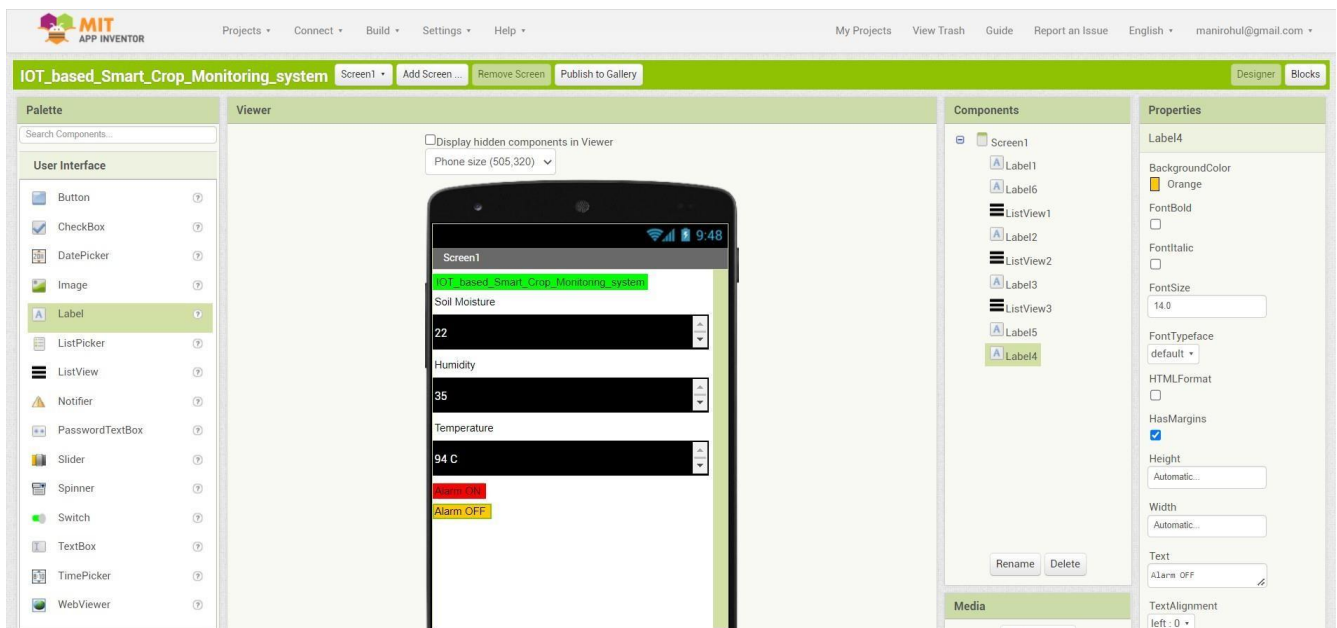 MIT
APP INVENTOR
Projects Connect Build Settings Help My Projects View Trash Guide Report an Issue English manirohul@gmail.com
IOT_based_Smart_Crop_Monitoring_system Screen1 Add Screen ... Remove Screen Publish to Gallery Designer Blocks
Palette
Search Components...
User Interface
Button
CheckBox
DatePicker
Image
Label
ListPicker
ListView
Notifier
PasswordTextBox
Slider
Spinner
Switch
TextBox
TimePicker
WebViewer
Viewer
Display hidden components in Viewer
Phone size (505,320)
9:48
Screen1
IOT_based_Smart_Crop_Monitoring_system
Soil Moisture
22
Humidity
35
Temperature
94 C
Alarm ON
Alarm OFF
Components
Screen1
Label1
Label6
ListView1
Label2
ListView2
Label3
ListView3
Label5
Label4
Rename Delete
Media
Properties
Label4
BackgroundColor
Orange
FontBold
FontItalic
FontSize
14.0
FontTypeface
default
HTMLFormat
HasMargins
Height
Automatic...
Width
Automatic...
Text
Alarm OFF
TextAlignment
left : 0